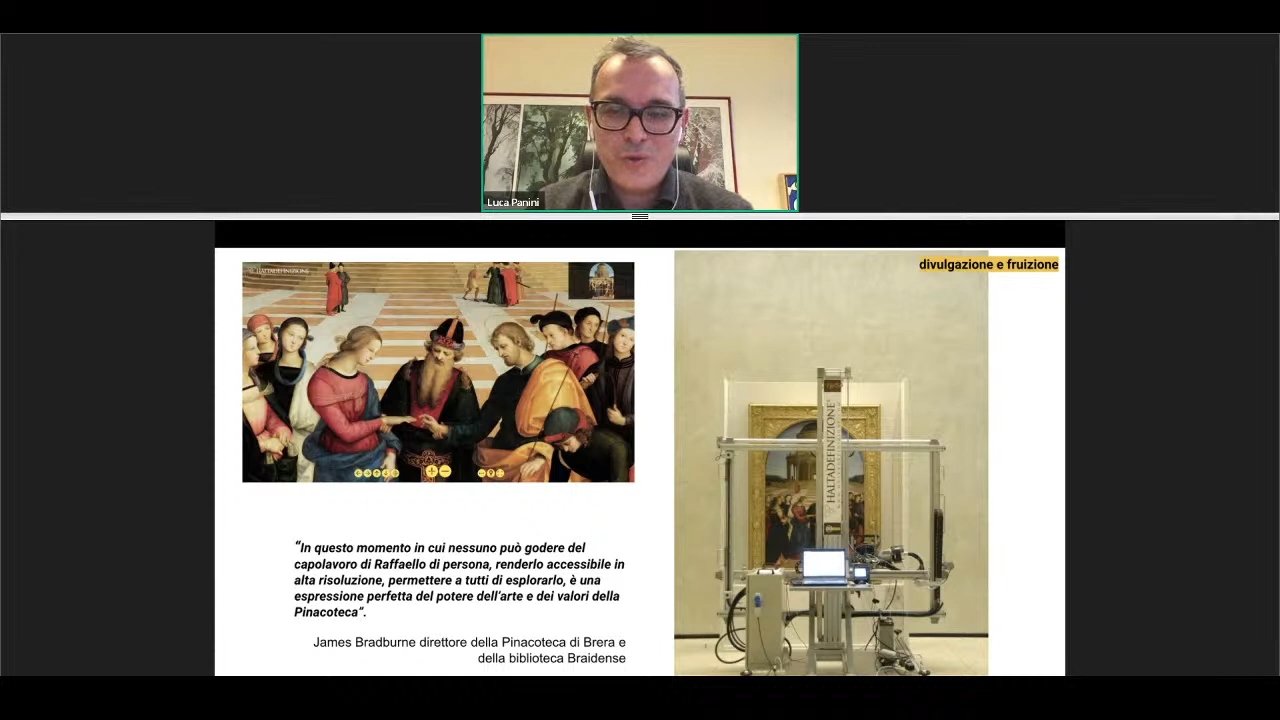 Luca Panini
HALTADEFINIZIONE
divulgazione e fruizione
HALTADEFINIZIONE
“In questo momento in cui nessuno può godere del
capolavoro di Raffaello di persona, renderlo accessibile in
alta risoluzione, permettere a tutti di esplorarlo, è una
espressione perfetta del potere dell’arte e dei valori della
Pinacoteca”.
James Bradburne direttore della Pinacoteca di Brera e
della biblioteca Braidense